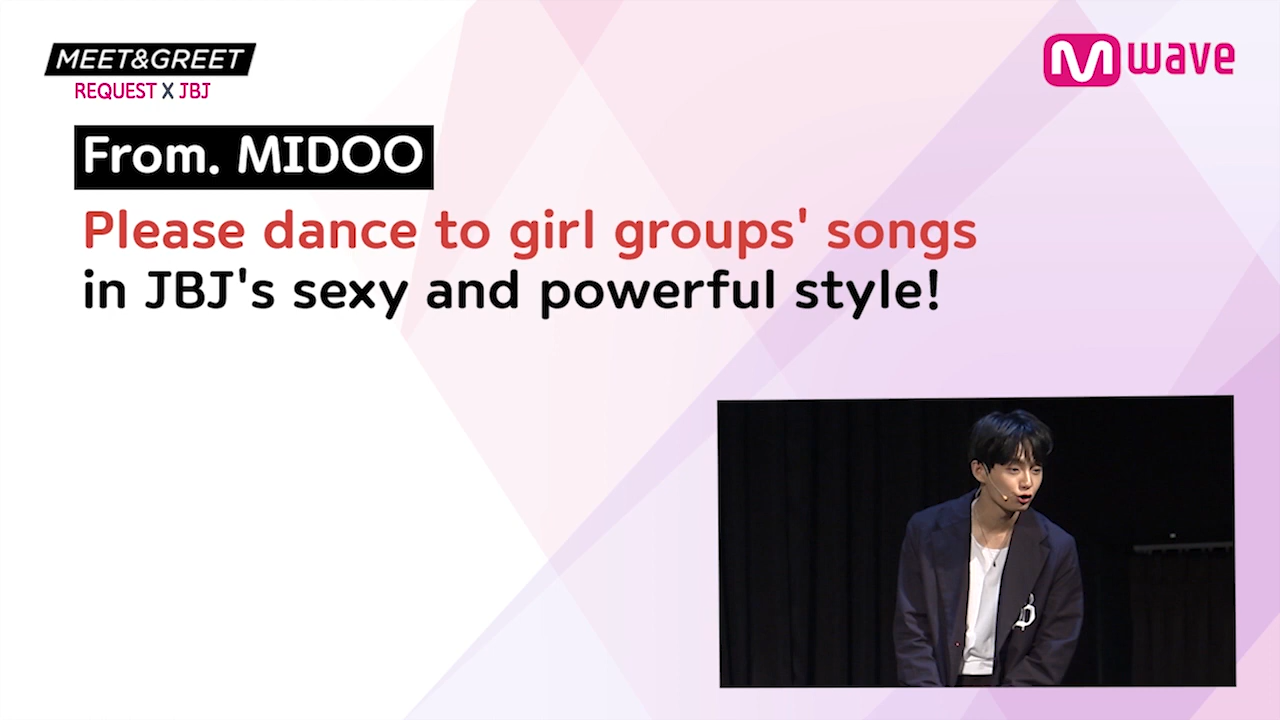 MEET&GREET
REQUEST X JBJ
M wave
From. MIDOO
Please dance to girl groups' songs
in JBJ's sexy and powerful style!